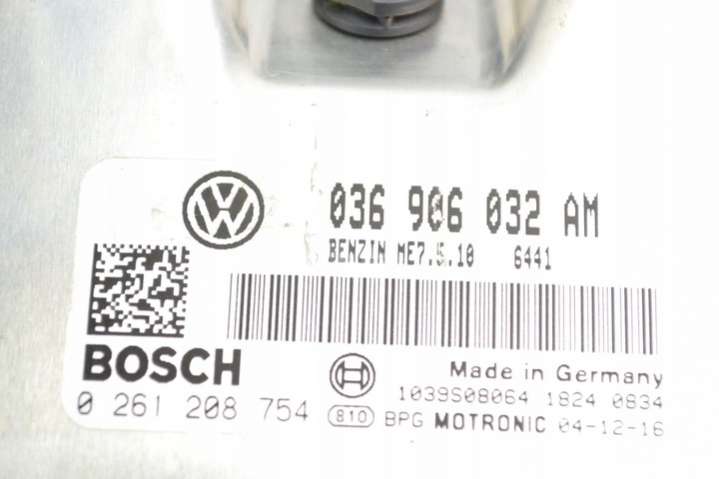 036 906 032 AM
BENZIN ME7.5.10 6441
BOSCH
Made in Germany
1039S08064 1824 0834
0 261 208 754
810 BPG MOTRONIC 04-12-16